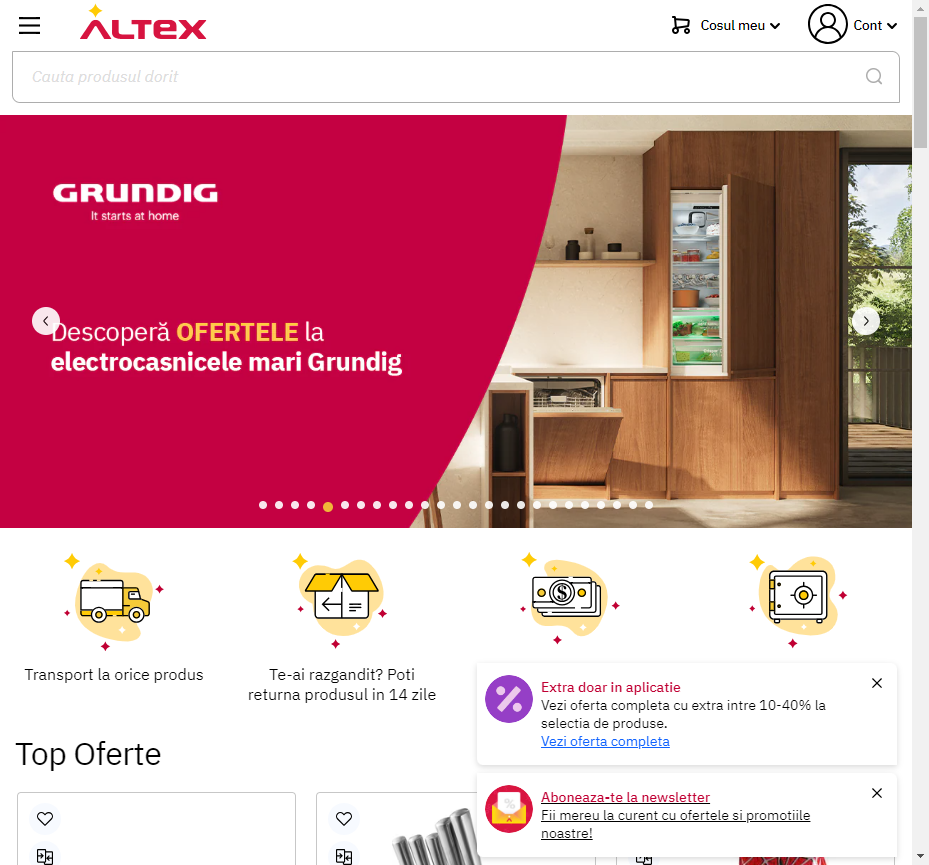 ALTEX
Cosul meu
Cont
Cauta produsul dorit
GRUNDIG
It starts at home
Descoperă OFERTELE la
electrocasnicele mari Grundig
Transport la orice produs
Te-ai razgandit? Poti
returna produsul in 14 zile
Extra doar in aplicatie
Vezi oferta completa cu extra intre 10-40% la
selectia de produse.
Vezi oferta completa
Top Oferte
Aboneaza-te la newsletter
Fii mereu la curent cu ofertele si promotiile
noastre!